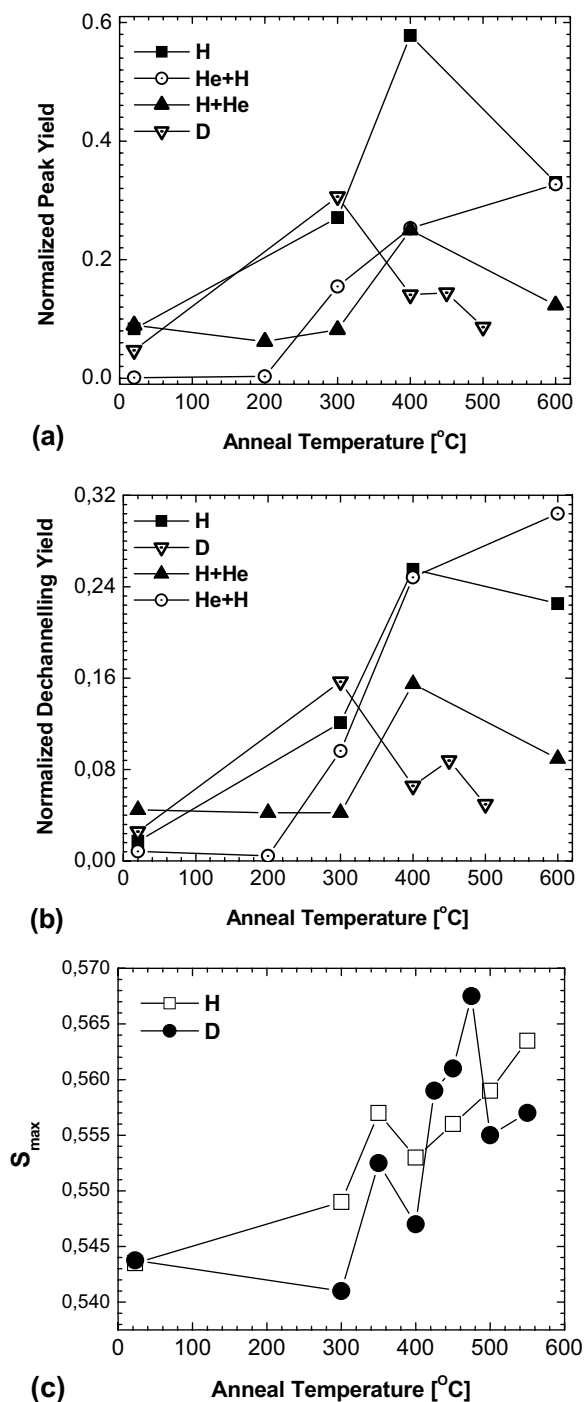 0.6
0.4
0.2
0.0
Normalized Peak Yield
H
He+H
H+He
D
0 100 200 300 400 500 600
(a)
Anneal Temperature [°C]
0,32
0,24
0,16
0,08
0,00
Normalized Dechannelling Yield
H
D
H+He
He+H
0 100 200 300 400 500 600
(b)
Anneal Temperature [°C]
0,570
0,565
0,560
0,555
0,550
0,545
0,540
Smax
H
D
0 100 200 300 400 500 600
(c)
Anneal Temperature [°C]